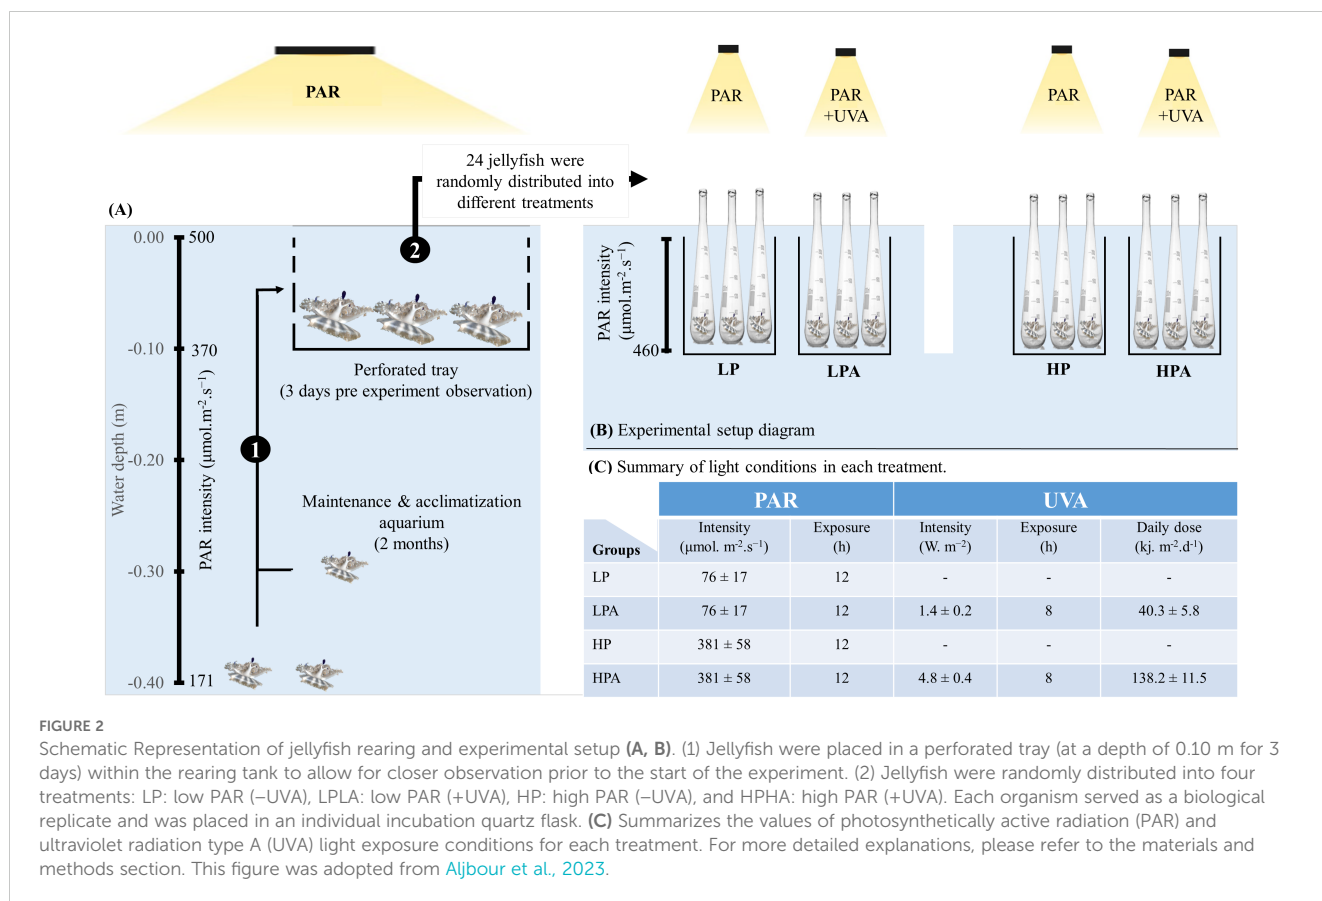 PAR
PAR
PAR
+UVA
PAR
PAR
+UVA
24 jellyfish were
randomly distributed into
different treatments
(A)
0.00
500
2
-0.10
370
Perforated tray
(3 days pre experiment observation)
1
-0.20
Water depth (m)
PAR intensity (μmol.m⁻².s⁻¹)
Maintenance & acclimatization
aquarium
(2 months)
-0.30
-0.40
171
PAR intensity
(μmol.m⁻².s⁻¹)
460
LP
LPA
HP
HPA
(B) Experimental setup diagram
(C) Summary of light conditions in each treatment.
PAR UVA
Groups
Intensity
(μmol. m⁻².s⁻¹)
Exposure
(h)
Intensity
(W. m⁻²)
Exposure
(h)
Daily dose
(kj. m⁻².d⁻¹)
LP 76 ± 17 12 - - -
LPA 76 ± 17 12 1.4 ± 0.2 8 40.3 ± 5.8
HP 381 ± 58 12 - - -
HPA 381 ± 58 12 4.8 ± 0.4 8 138.2 ± 11.5
FIGURE 2
Schematic Representation of jellyfish rearing and experimental setup (A, B). (1) Jellyfish were placed in a perforated tray (at a depth of 0.10 m for 3
days) within the rearing tank to allow for closer observation prior to the start of the experiment. (2) Jellyfish were randomly distributed into four
treatments: LP: low PAR (−UVA), LPLA: low PAR (+UVA), HP: high PAR (−UVA), and HPHA: high PAR (+UVA). Each organism served as a biological
replicate and was placed in an individual incubation quartz flask. (C) Summarizes the values of photosynthetically active radiation (PAR) and
ultraviolet radiation type A (UVA) light exposure conditions for each treatment. For more detailed explanations, please refer to the materials and
methods section. This figure was adopted from Aljbour et al., 2023.